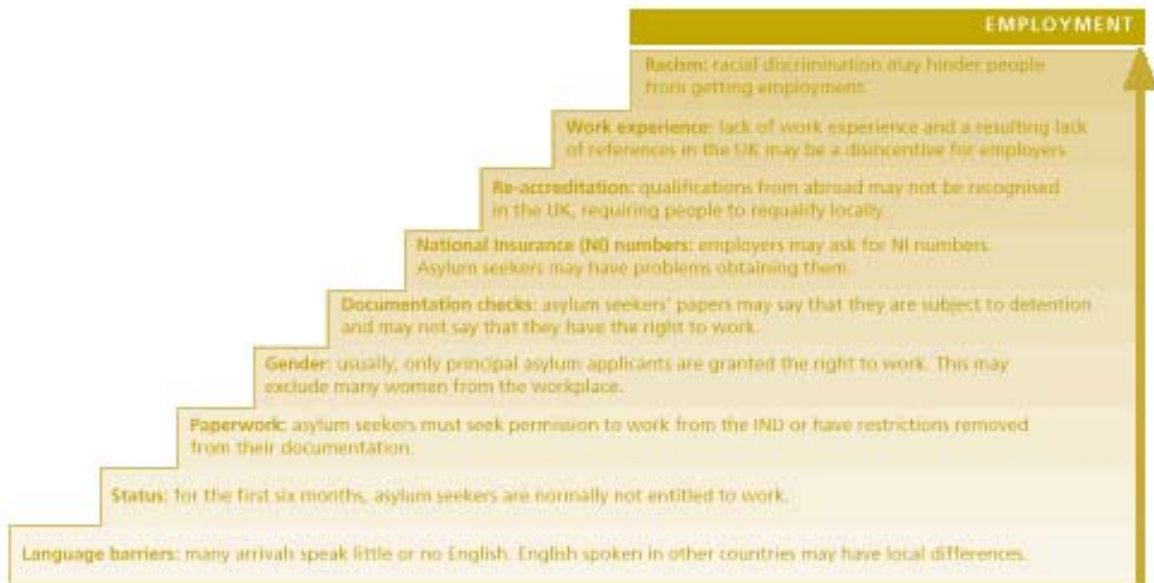 EMPLOYMENT
Racism: racial discrimination may hinder people
from getting employment.
Work experience: lack of work experience and a resulting lack
of references in the UK may be a disincentive for employers.
Re-accreditation: qualifications from abroad may not be recognised
in the UK, requiring people to requalify locally.
National Insurance (NI) numbers: employers may ask for NI numbers.
Asylum seekers may have problems obtaining them.
Documentation checks: asylum seekers' papers may say that they are subject to detention
and may not say that they have the right to work.
Gender: usually, only principal asylum applicants are granted the right to work. This may
exclude many women from the workplace.
Paperwork: asylum seekers must seek permission to work from the IND or have restrictions removed
from their documentation.
Status: for the first six months, asylum seekers are normally not entitled to work.
Language barriers: many arrivals speak little or no English. English spoken in other countries may have local differences.